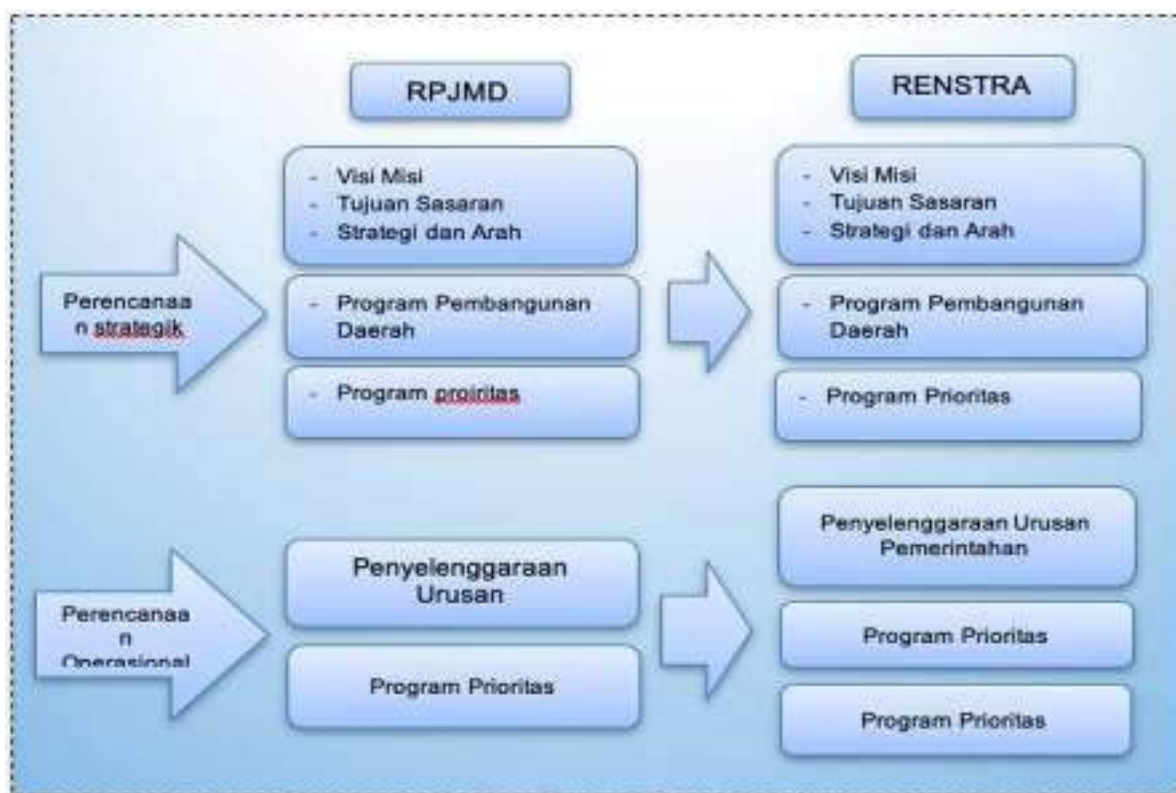 RPJMD
RENSTRA
- Visi Misi
- Tujuan Sasaran
- Strategi dan Arah
- Visi Misi
- Tujuan Sasaran
- Strategi dan Arah
Perencanaa
n strategik
- Program Pembangunan
Daerah
- Program Pembangunan
Daerah
- Program proiritas
- Program Prioritas
Perencanaa
n
Operasional
Penyelenggaraan
Urusan
Penyelenggaraan Urusan
Pemerintahan
Program Prioritas
Program Prioritas
Program Prioritas